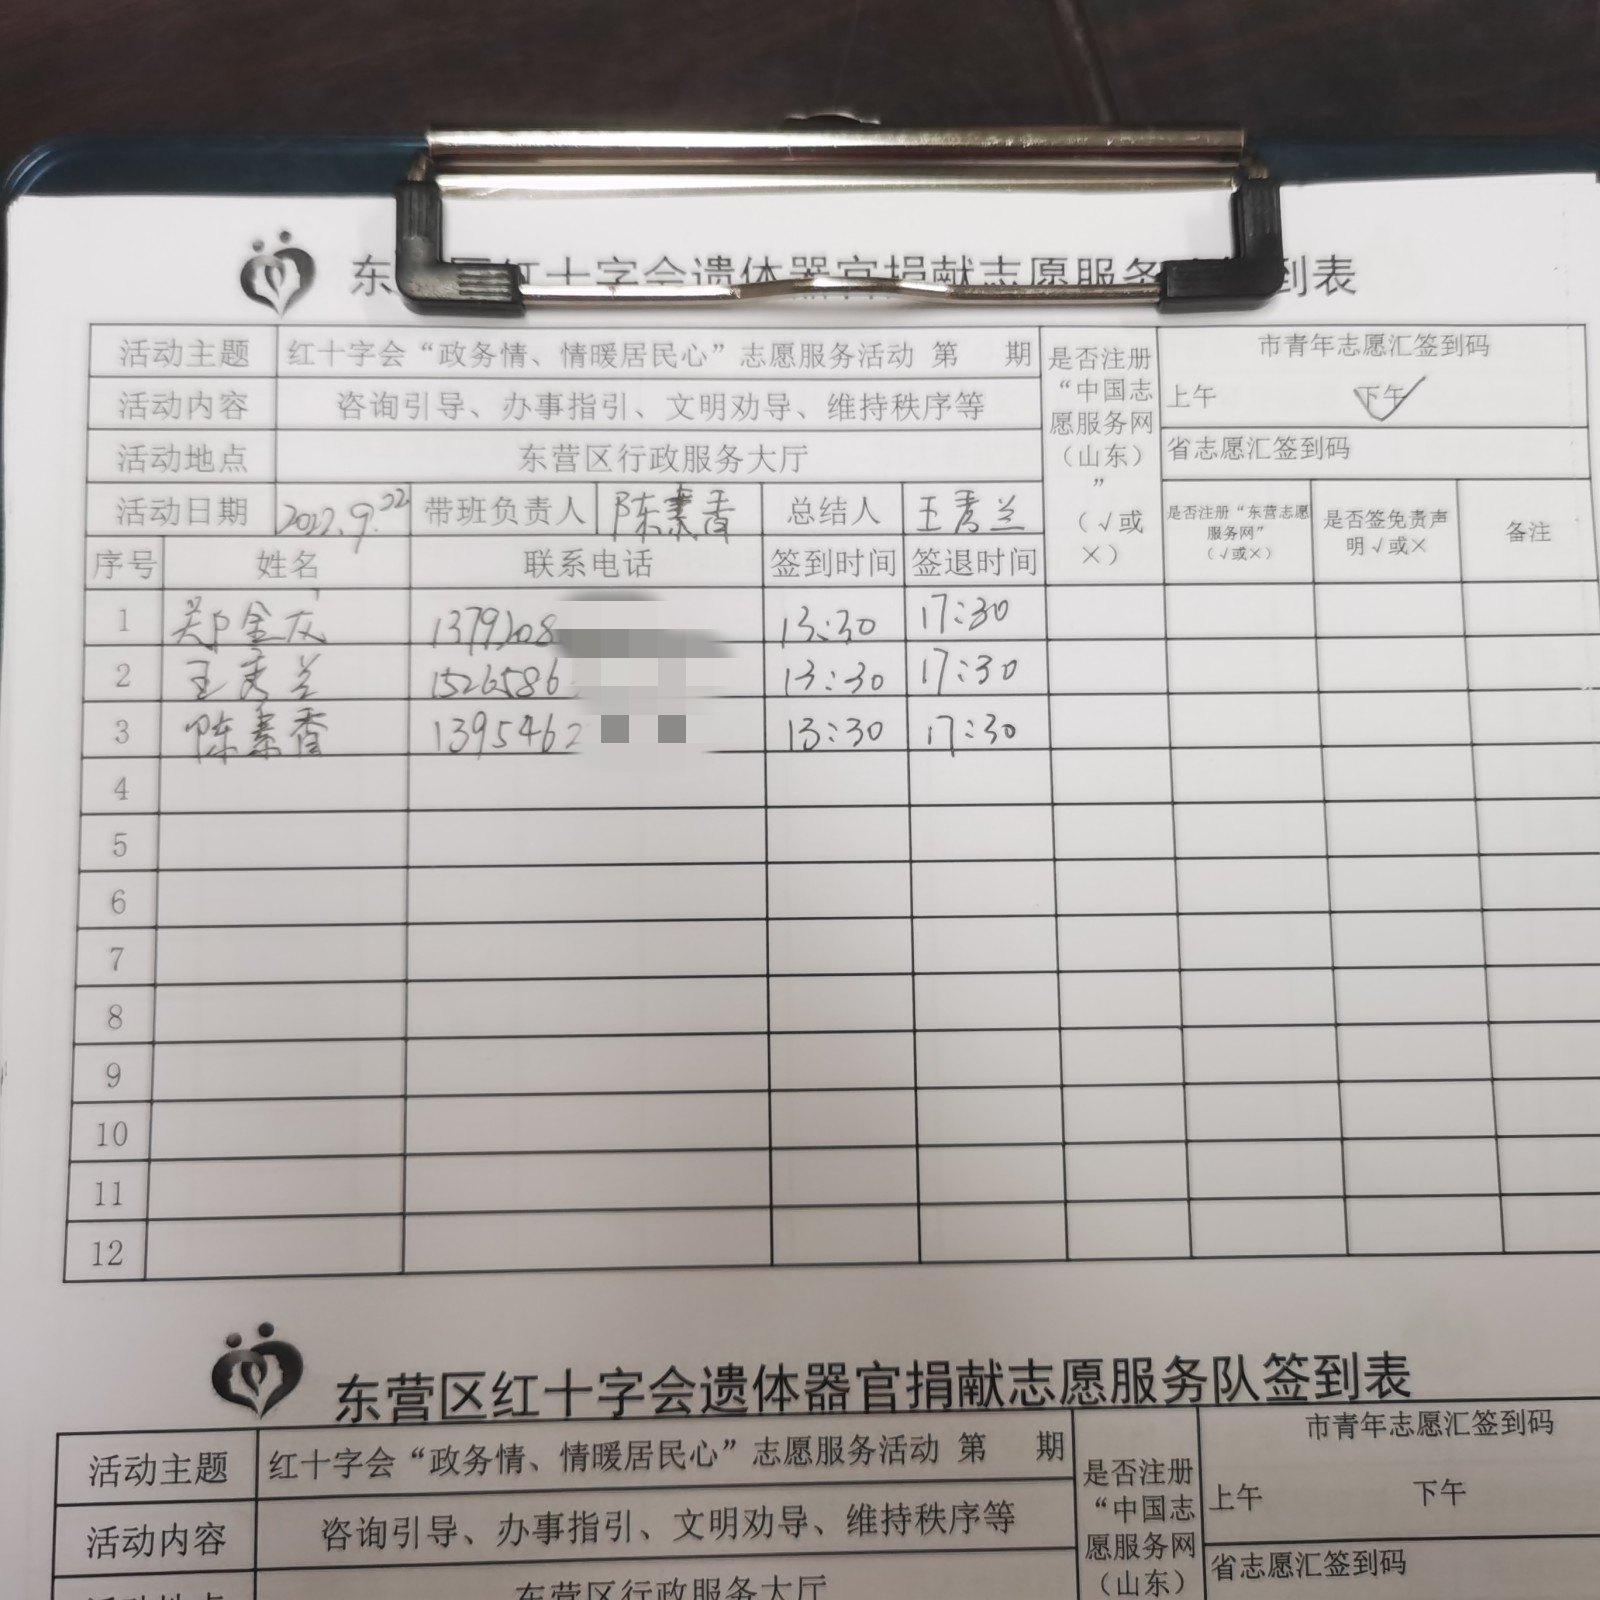 东 区红十字会遗体器官捐献志愿服务 到表
活动主题 红十字会“政务情、情暖居民心”志愿服务活动 第 期 是否注册“中国志愿服务网（山东）”（√或×） 市青年志愿汇签到码
活动内容 咨询引导、办事指引、文明劝导、维持秩序等 上午 下午 √
活动地点 东营区行政服务大厅 省志愿汇签到码
活动日期 2022.9.22 带班负责人 陈素香 总结人 王秀兰 是否注册“东营志愿服务网”（√或×） 是否签免责声明√或× 备注
序号 姓名 联系电话 签到时间 签退时间
1 郑金 1379208 13:30 17:30
2 王秀兰 1526586 13:30 17:30
3 陈素香 1395462 13:30 17:30
4
5
6
7
8
9
10
11
12
东营区红十字会遗体器官捐献志愿服务队签到表
活动主题 红十字会“政务情、情暖居民心”志愿服务活动 第 期 是否注册“中国志愿服务网（山东） 市青年志愿汇签到码
活动内容 咨询引导、办事指引、文明劝导、维持秩序等 上午 下午
活动地点 东营区行政服务大厅 省志愿汇签到码